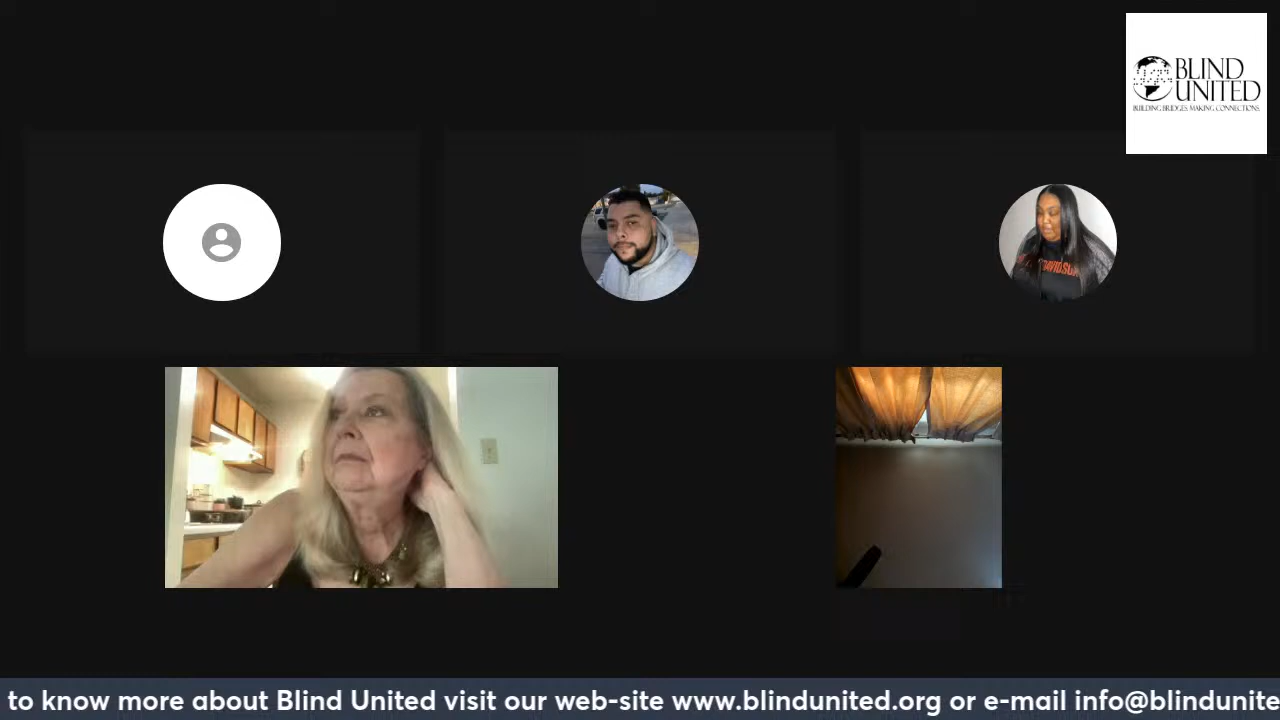 BLIND
UNITED
BUILDING BRIDGES. MAKING CONNECTIONS.
to know more about Blind United visit our web-site www.blindunited.org or e-mail info@blindunite